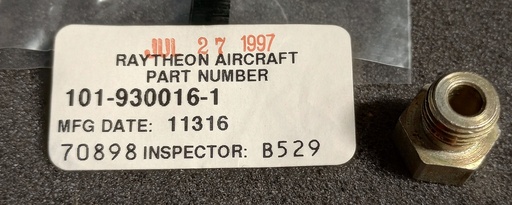 JUL 27 1997
RAYTHEON AIRCRAFT
PART NUMBER
101-930016-1
MFG DATE: 11316
70898 INSPECTOR: B529